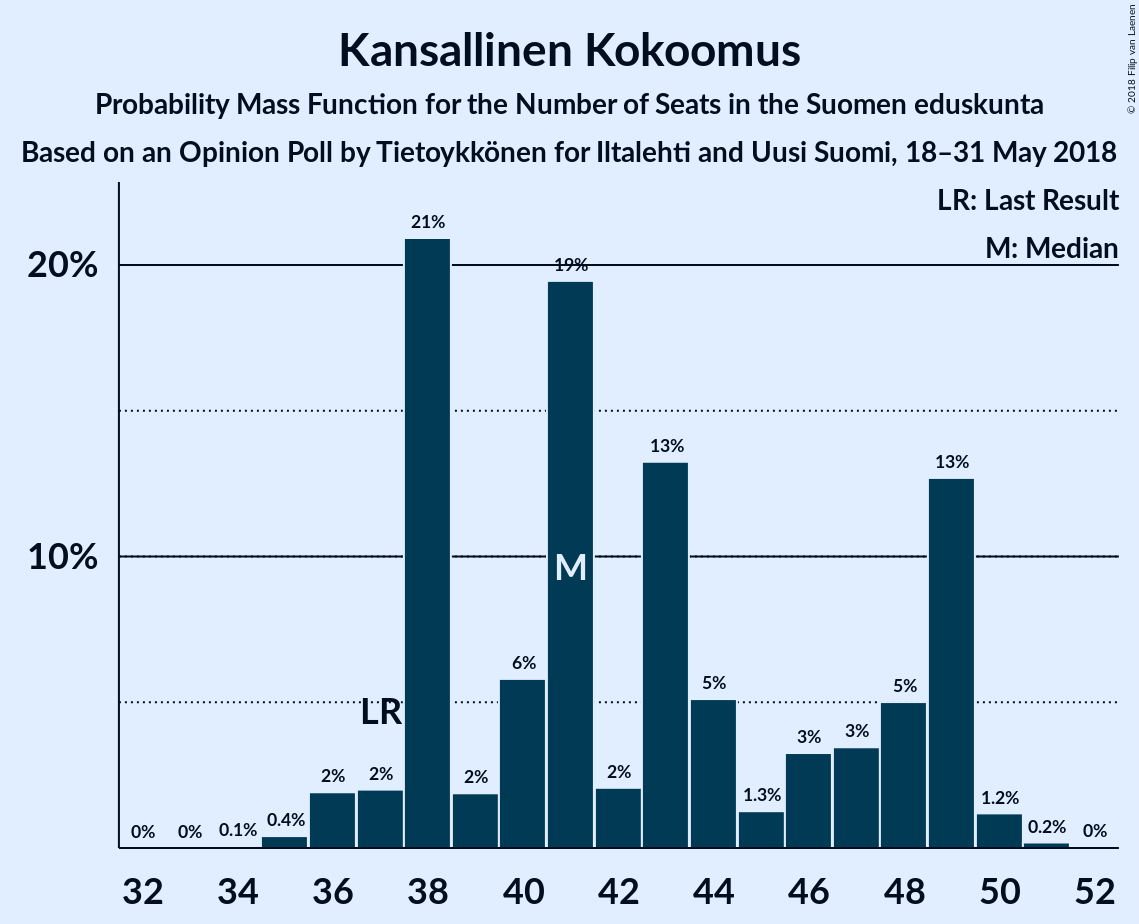 Kansallinen Kokoomus
Probability Mass Function for the Number of Seats in the Suomen eduskunta
Based on an Opinion Poll by Tietoykkönen for Iltalehti and Uusi Suomi, 18–31 May 2018
© 2018 Filip van Laenen
LR: Last Result
M: Median
20%
10%
0% 0% 0.1% 0.4% 2% 2% 21% 2% 6% 19% 2% 13% 5% 1.3% 3% 3% 5% 13% 1.2% 0.2% 0%
LR
M
32 34 36 38 40 42 44 46 48 50 52